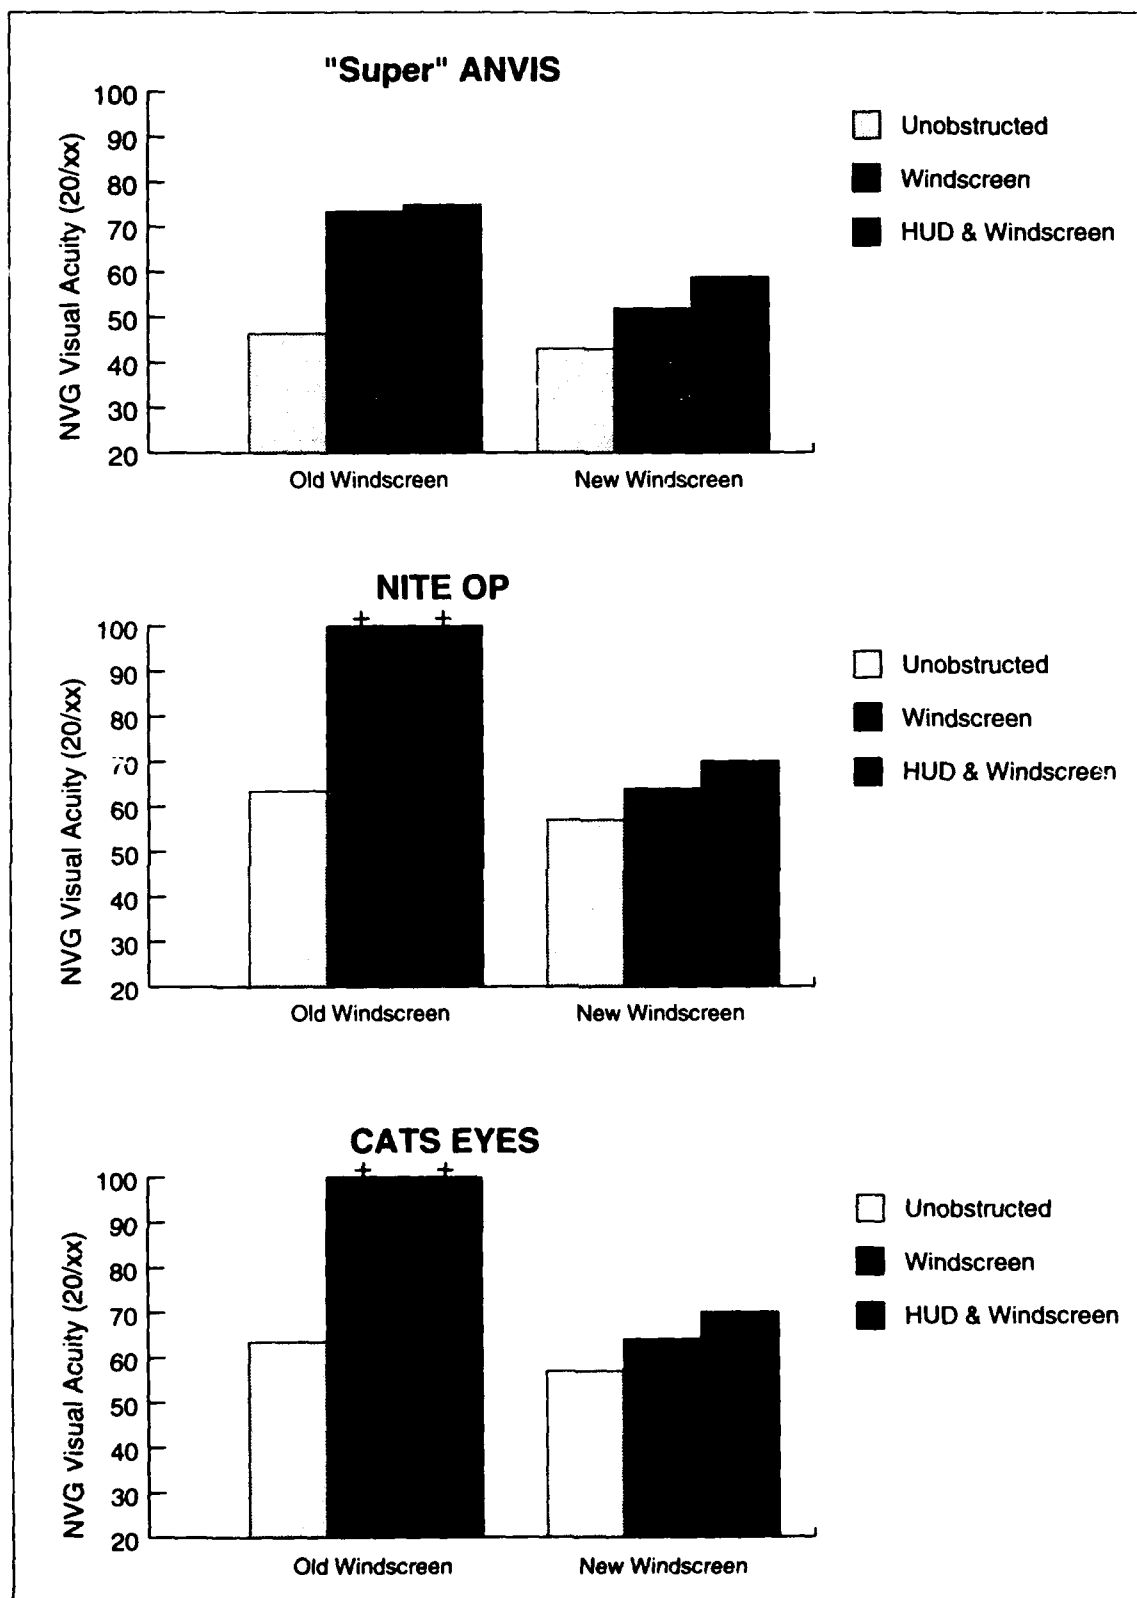 "Super" ANVIS
NVG Visual Acuity (20/xx)
100
90
80
70
60
50
40
30
20
Old Windscreen
New Windscreen
Unobstructed
Windscreen
HUD & Windscreen
NITE OP
+ +
NVG Visual Acuity (20/xx)
100
90
80
70
60
50
40
30
20
Old Windscreen
New Windscreen
Unobstructed
Windscreen
HUD & Windscreen
CATS EYES
+ +
NVG Visual Acuity (20/xx)
100
90
80
70
60
50
40
30
20
Old Windscreen
New Windscreen
Unobstructed
Windscreen
HUD & Windscreen